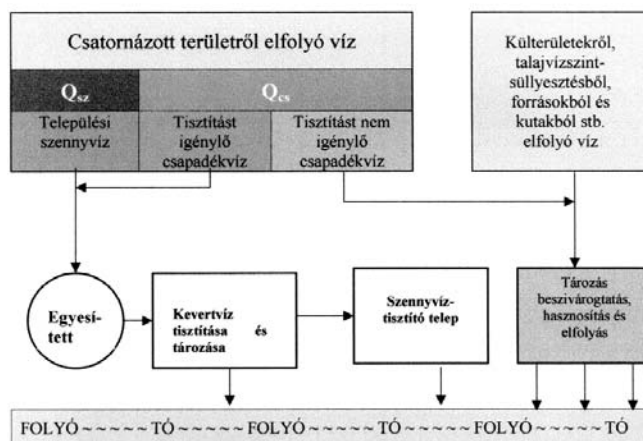 Csatornázott területről elfolyó víz
Qsz
Qcs
Települési
szennyvíz
Tisztítást
igénylő
csapadékvíz
Tisztítást nem
igénylő
csapadékvíz
Külterületekről,
talajvízszint-
süllyesztésből,
forrásokból és
kutakból stb.
elfolyó víz
Egyesí-
tett
Kevertvíz
tisztítása és
tározása
Szennyvíz-
tisztító telep
Tározás
beszivárogtatás,
hasznosítás és
elfolyás
FOLYÓ ~ ~ ~ ~ ~ TÓ ~ ~ ~ ~ ~ FOLYÓ ~ ~ ~ ~ ~ TÓ ~ ~ ~ ~ ~ FOLYÓ ~ ~ ~ ~ ~ TÓ